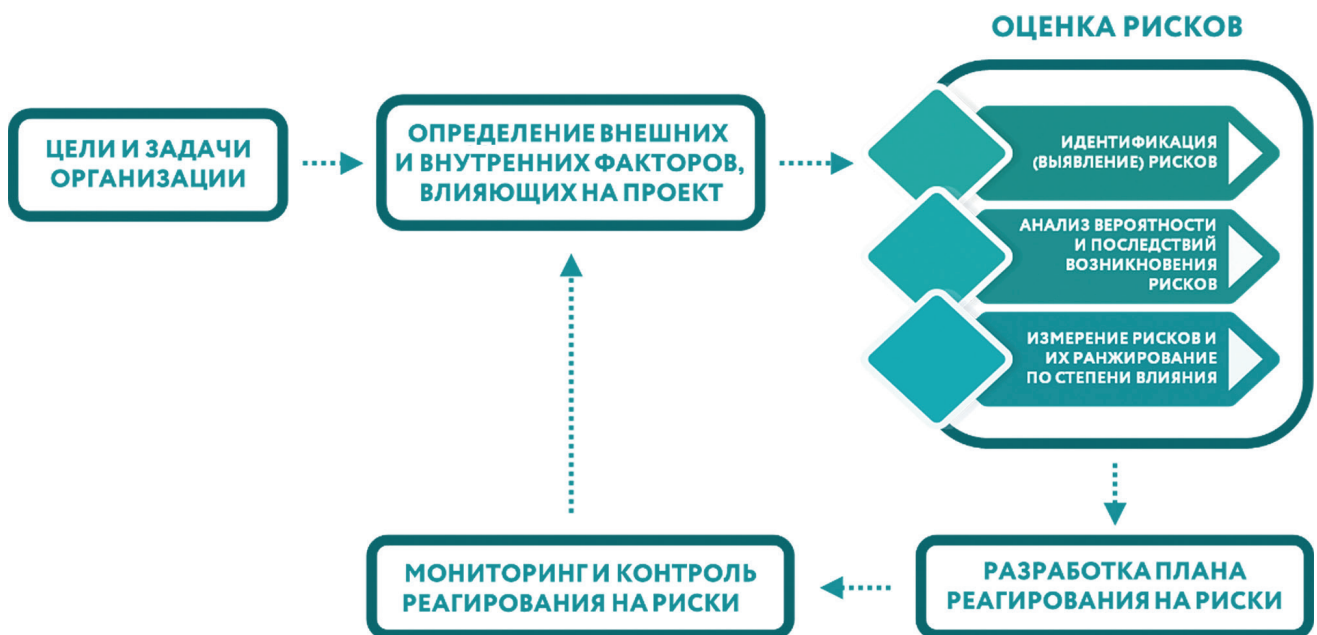 ОЦЕНКА РИСКОВ
ЦЕЛИ И ЗАДАЧИ
ОРГАНИЗАЦИИ
ОПРЕДЕЛЕНИЕ ВНЕШНИХ
И ВНУТРЕННИХ ФАКТОРОВ,
ВЛИЯЮЩИХ НА ПРОЕКТ
ИДЕНТИФИКАЦИЯ
(ВЫЯВЛЕНИЕ) РИСКОВ
АНАЛИЗ ВЕРОЯТНОСТИ
И ПОСЛЕДСТВИЙ
ВОЗНИКНОВЕНИЯ
РИСКОВ
ИЗМЕРЕНИЕ РИСКОВ И
ИХ РАНЖИРОВАНИЕ
ПО СТЕПЕНИ ВЛИЯНИЯ
РАЗРАБОТКА ПЛАНА
РЕАГИРОВАНИЯ НА РИСКИ
МОНИТОРИНГ И КОНТРОЛЬ
РЕАГИРОВАНИЯ НА РИСКИ